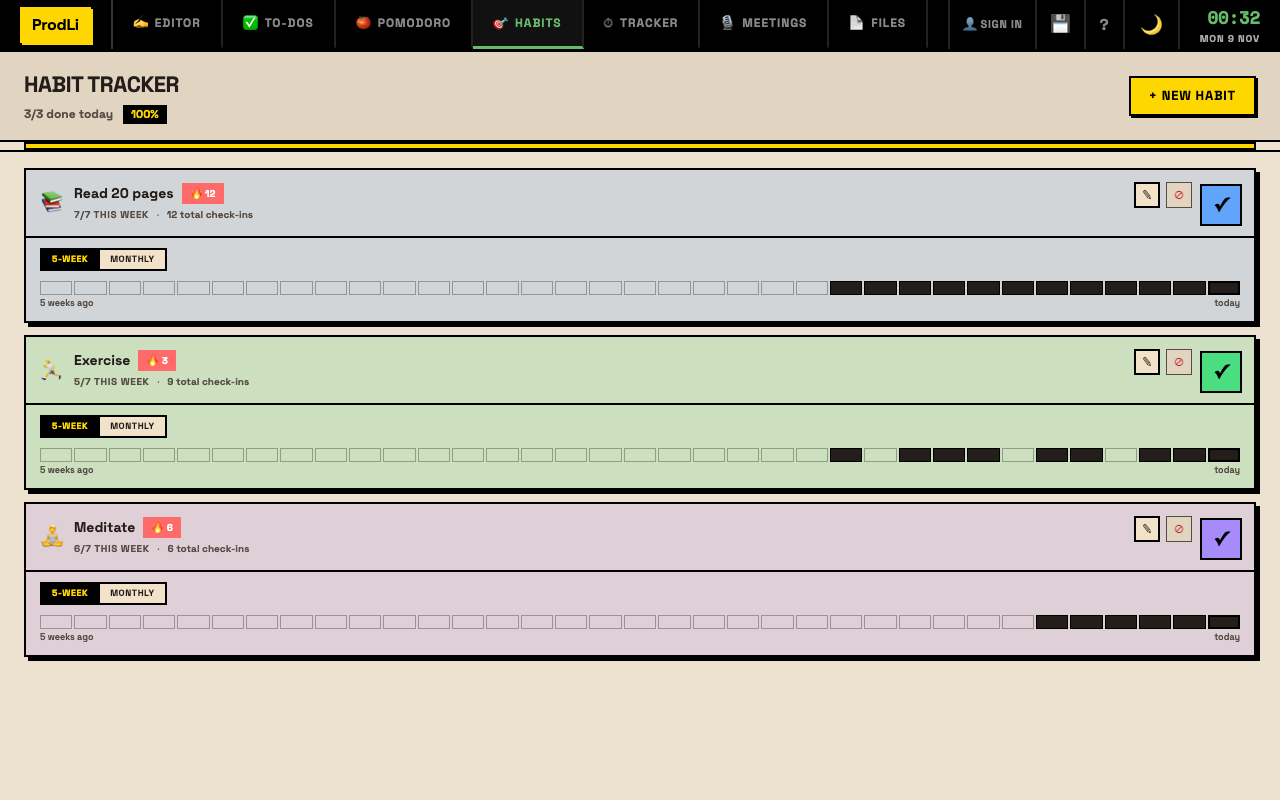 ProdLi
EDITOR
TO-DOS
POMODORO
HABITS
TRACKER
MEETINGS
FILES
SIGN IN
?
00:32
MON 9 NOV
HABIT TRACKER
3/3 done today 100%
+ NEW HABIT
Read 20 pages 12
7/7 THIS WEEK · 12 total check-ins
5-WEEK MONTHLY
5 weeks ago today
Exercise 3
5/7 THIS WEEK · 9 total check-ins
5-WEEK MONTHLY
5 weeks ago today
Meditate 6
6/7 THIS WEEK · 6 total check-ins
5-WEEK MONTHLY
5 weeks ago today